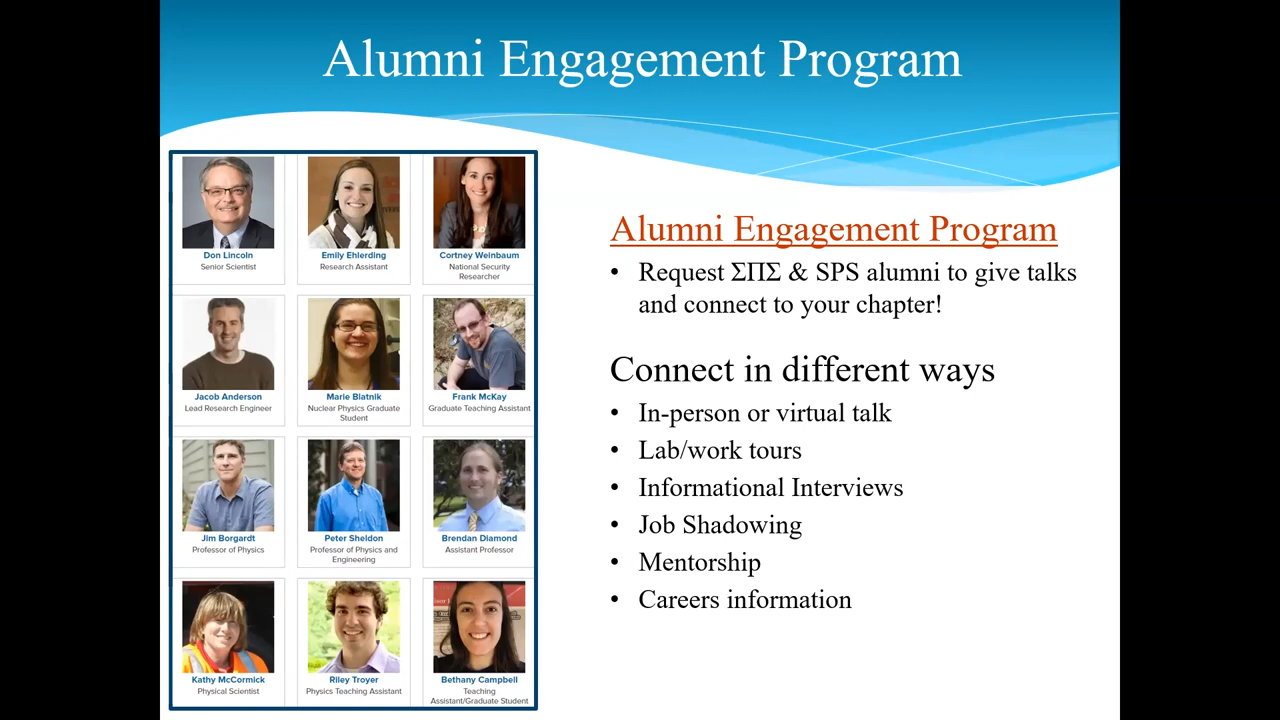 Alumni Engagement Program
Don Lincoln
Senior Scientist
Emily Ehlerding
Research Assistant
Cortney Weinbaum
National Security
Researcher
Jacob Anderson
Lead Research Engineer
Marie Blatnik
Nuclear Physics Graduate
Student
Frank McKay
Graduate Teaching Assistant
Jim Borgardt
Professor of Physics
Peter Sheldon
Professor of Physics and
Engineering
Brendan Diamond
Assistant Professor
Kathy McCormick
Physical Scientist
Riley Troyer
Physics Teaching Assistant
Bethany Campbell
Teaching
Assistant/Graduate Student
Alumni Engagement Program
• Request ΣΠΣ & SPS alumni to give talks
and connect to your chapter!
Connect in different ways
• In-person or virtual talk
• Lab/work tours
• Informational Interviews
• Job Shadowing
• Mentorship
• Careers information